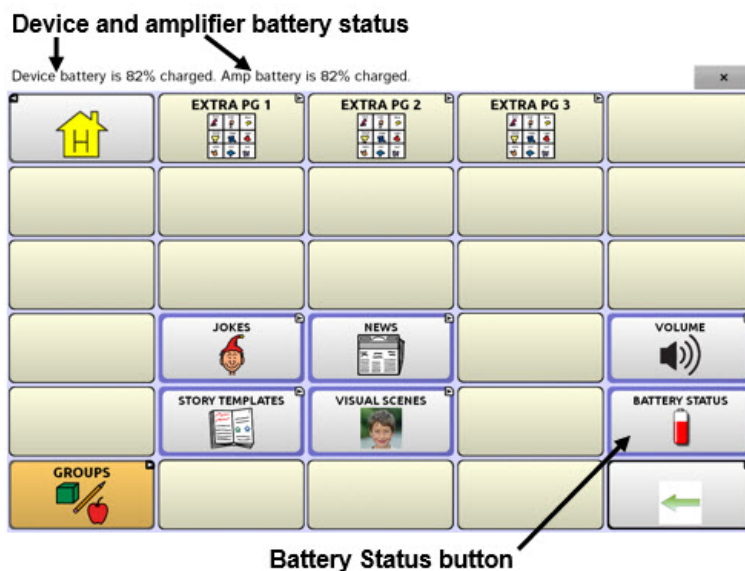 Device and amplifier battery status
Device battery is 82% charged. Amp battery is 82% charged.
×
H
EXTRA PG 1
EXTRA PG 2
EXTRA PG 3
JOKES
NEWS
VOLUME
STORY TEMPLATES
VISUAL SCENES
BATTERY STATUS
GROUPS
Battery Status button